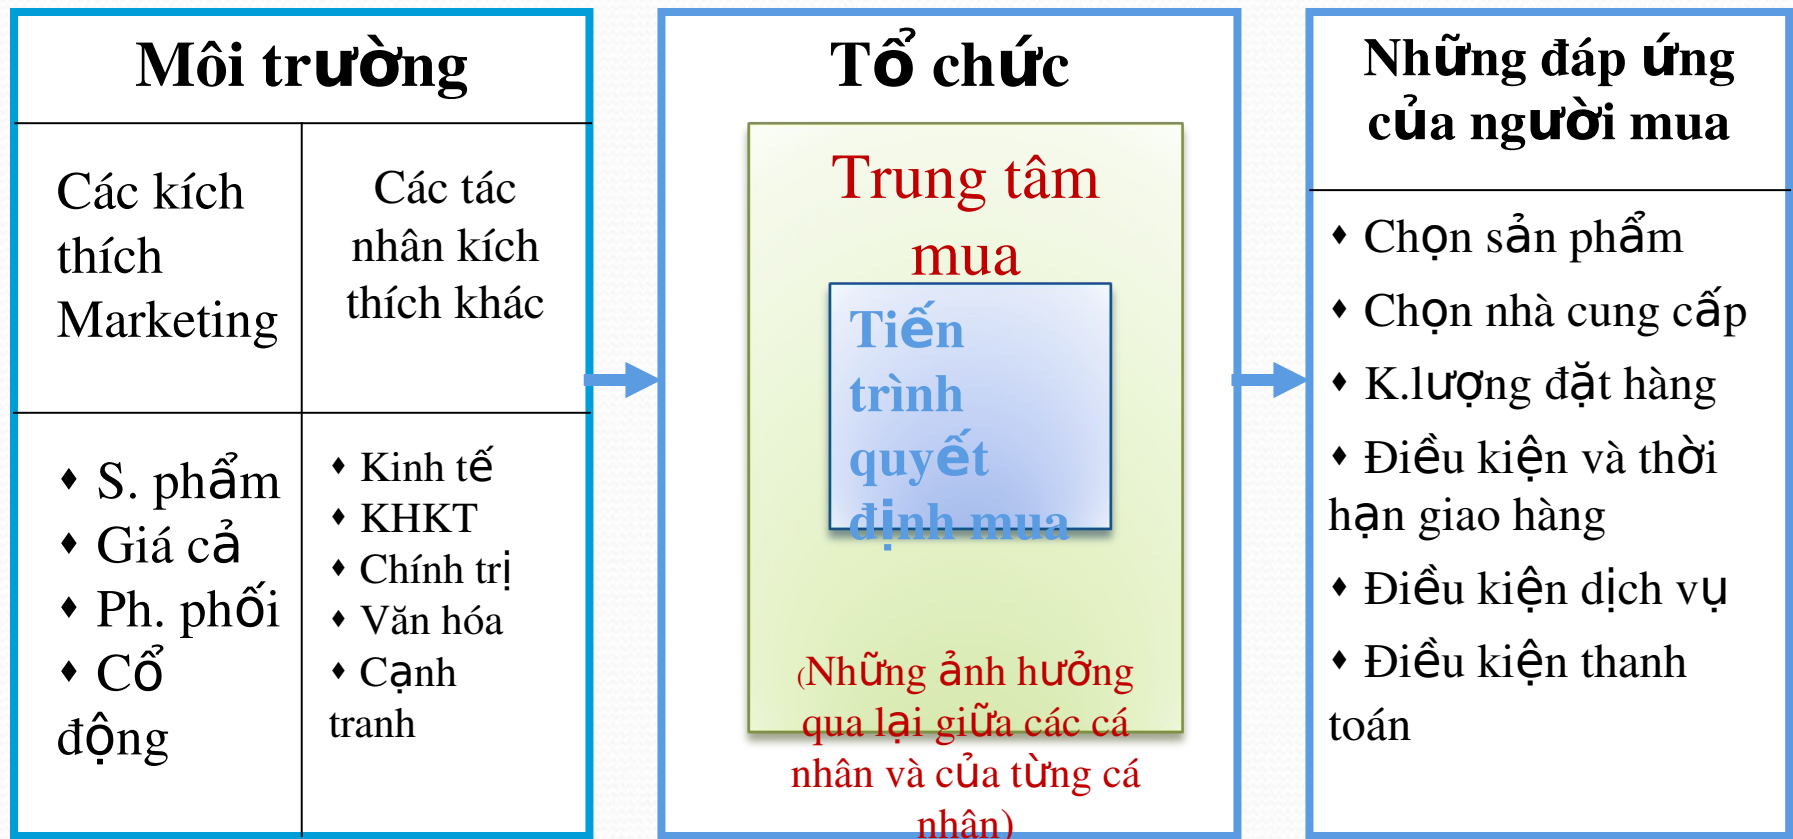 Môi trường
Các kích
thích
Marketing
Các tác
nhân kích
thích khác
♦ S. phẩm
♦ Giá cả
♦ Ph. phối
♦ Cổ
động
♦ Kinh tế
♦ KHKT
♦ Chính trị
♦ Văn hóa
♦ Cạnh
tranh
Tổ chức
Trung tâm
mua
Tiến
trình
quyết
định mua
(Những ảnh hưởng
qua lại giữa các cá
nhân và của từng cá
nhân)
Những đáp ứng
của người mua
♦ Chọn sản phẩm
♦ Chọn nhà cung cấp
♦ K.lượng đặt hàng
♦ Điều kiện và thời
hạn giao hàng
♦ Điều kiện dịch vụ
♦ Điều kiện thanh
toán